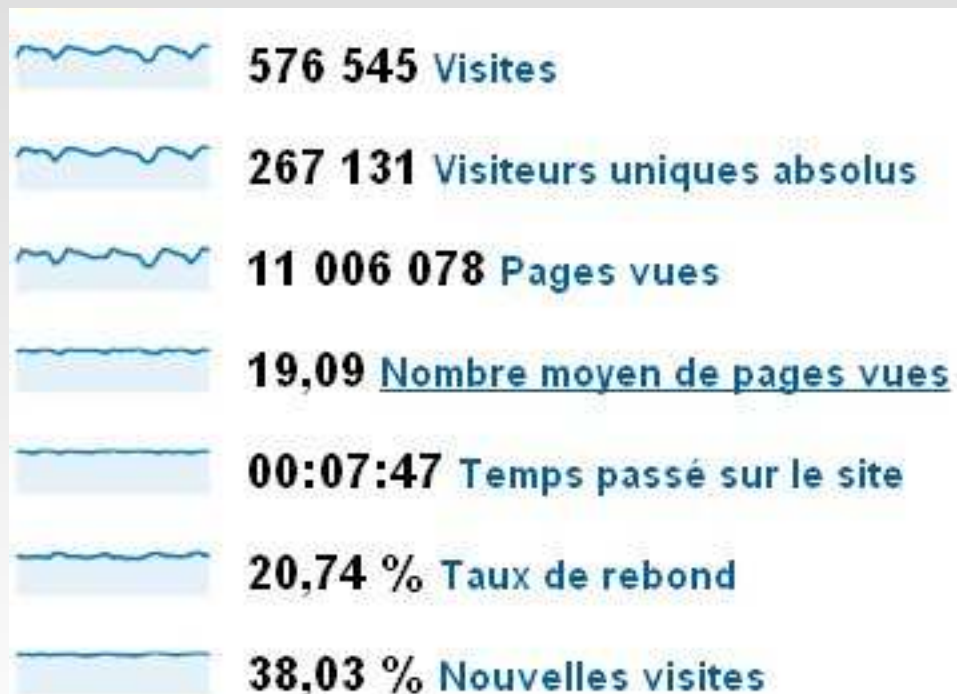 576 545 Visites
267 131 Visiteurs uniques absolus
11 006 078 Pages vues
19,09 Nombre moyen de pages vues
00:07:47 Temps passé sur le site
20,74 % Taux de rebond
38,03 % Nouvelles visites